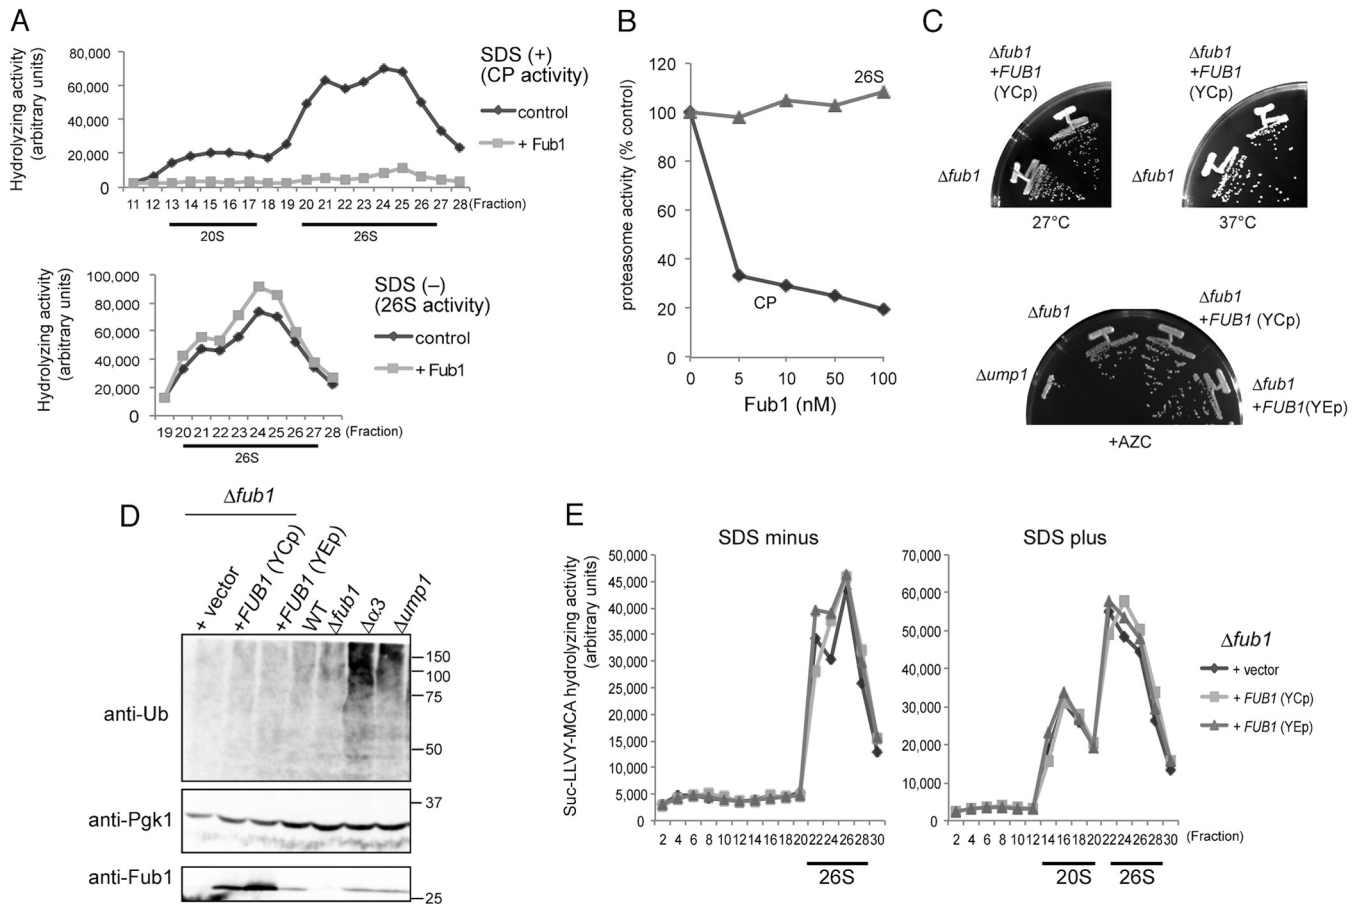 A
Hydrolyzing activity
(arbitrary units)
80,000
60,000
40,000
20,000
0
SDS (+)
(CP activity)
control
+ Fub1
11 12 13 14 15 16 17 18 19 20 21 22 23 24 25 26 27 28 (Fraction)
20S
26S
Hydrolyzing activity
(arbitrary units)
100,000
80,000
60,000
40,000
20,000
0
SDS (–)
(26S activity)
control
+ Fub1
19 20 21 22 23 24 25 26 27 28 (Fraction)
26S
B
proteasome activity (% control)
120
100
80
60
40
20
0
26S
CP
0 5 10 50 100
Fub1 (nM)
C
Δfub1
+FUB1
(YCp)
Δfub1
27°C
Δfub1
+FUB1
(YCp)
Δfub1
37°C
Δfub1
Δfub1
+FUB1 (YCp)
Δump1
Δfub1
+FUB1(YEp)
+AZC
D
Δfub1
+ vector
+FUB1 (YCp)
+FUB1 (YEp)
WT
Δfub1
Δα3
Δump1
anti-Ub
150
100
75
50
anti-Pgk1
37
anti-Fub1
25
E
Suc-LLVY-MCA hydrolyzing activity
(arbitrary units)
SDS minus
50,000
45,000
40,000
35,000
30,000
25,000
20,000
15,000
10,000
5,000
0
2 4 6 8 10 12 14 16 18 20 22 24 26 28 30
26S
SDS plus
70,000
60,000
50,000
40,000
30,000
20,000
10,000
0
2 4 6 8 10 12 14 16 18 20 22 24 26 28 30 (Fraction)
20S
26S
Δfub1
+ vector
+ FUB1 (YCp)
+ FUB1 (YEp)